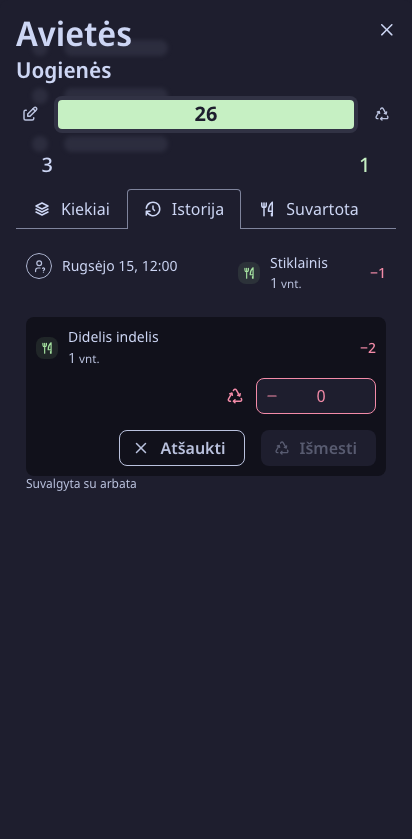 Avietės
Uogienės
26
3
1
Kiekiai
Istorija
Suvartota
Rugsėjo 15, 12:00
Stiklainis
1 vnt.
−1
Didelis indelis
1 vnt.
−2
− 0
Atšaukti
Išmesti
Suvalgyta su arbata